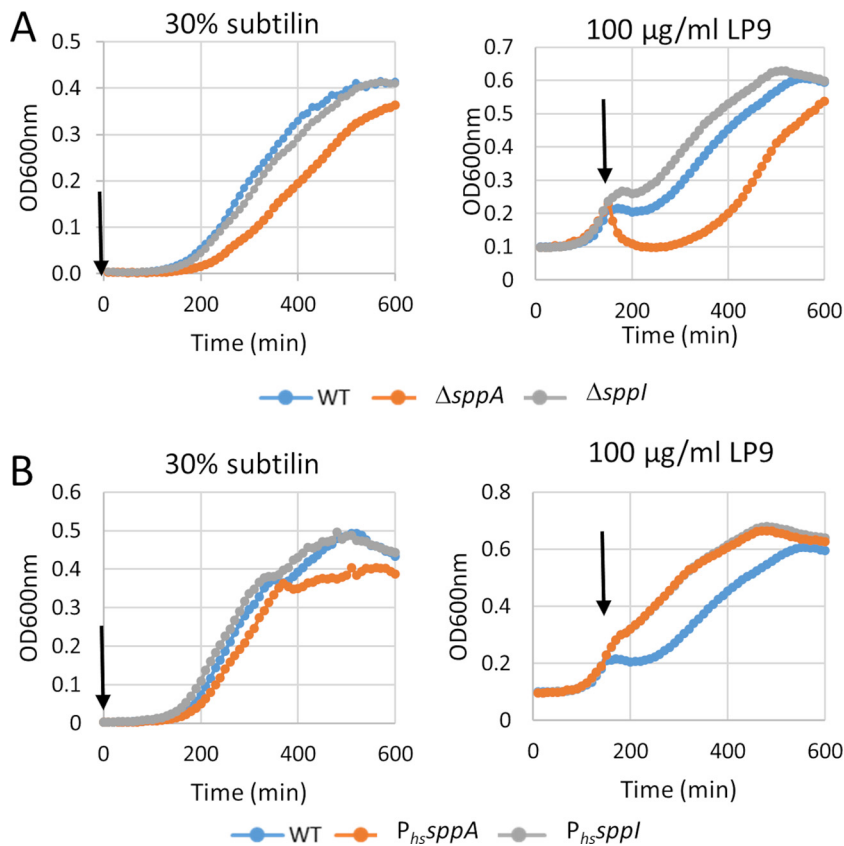 A
30% subtilin
0.5
0.4
0.3
0.2
0.1
0.0
OD600nm
0 200 400 600
Time (min)
100 µg/ml LP9
0.7
0.6
0.5
0.4
0.3
0.2
0.1
0
OD600nm
0 200 400 600
Time (min)
WT ΔsppA ΔsppI
B
30% subtilin
0.6
0.5
0.4
0.3
0.2
0.1
0
OD600nm
0 200 400 600
Time (min)
100 µg/ml LP9
0.8
0.6
0.4
0.2
0
OD600nm
0 200 400 600
Time (min)
WT PhssppA PhssppI